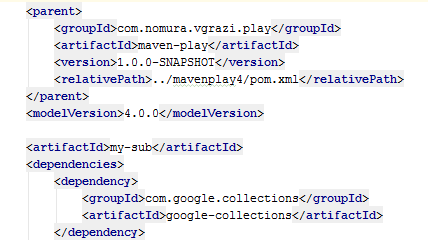 <parent>
<groupId>com.nomura.vgrazi.play</groupId>
<artifactId>maven-play</artifactId>
<version>1.0.0-SNAPSHOT</version>
<relativePath>../mavenplay4/pom.xml</relativePath>
</parent>
<modelVersion>4.0.0</modelVersion>
<artifactId>my-sub</artifactId>
<dependencies>
<dependency>
<groupId>com.google.collections</groupId>
<artifactId>google-collections</artifactId>
</dependency>